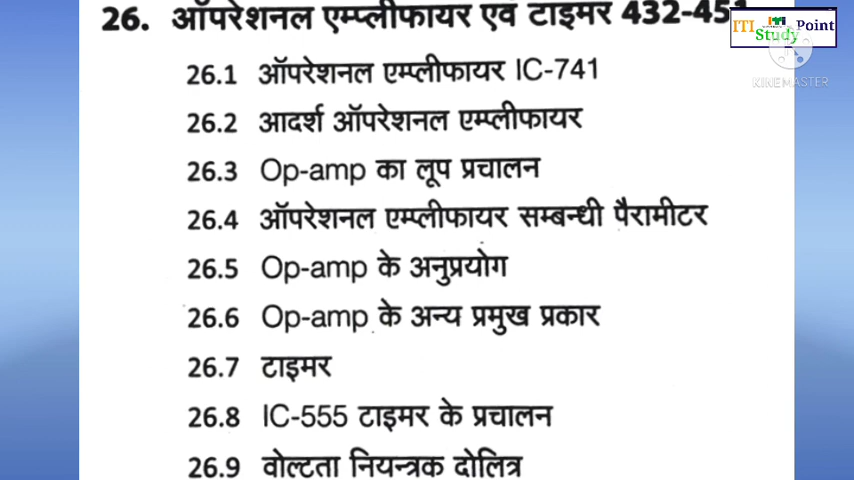 26. ऑपरेशनल एम्प्लीफायर एवं टाइमर 432-451
ITI Study Point
KINEMASTER
26.1 ऑपरेशनल एम्प्लीफायर IC-741
26.2 आदर्श ऑपरेशनल एम्प्लीफायर
26.3 Op-amp का लूप प्रचालन
26.4 ऑपरेशनल एम्प्लीफायर सम्बन्धी पैरामीटर
26.5 Op-amp के अनुप्रयोग
26.6 Op-amp के अन्य प्रमुख प्रकार
26.7 टाइमर
26.8 IC-555 टाइमर के प्रचालन
26.9 वोल्टता नियन्त्रक दोलित्र